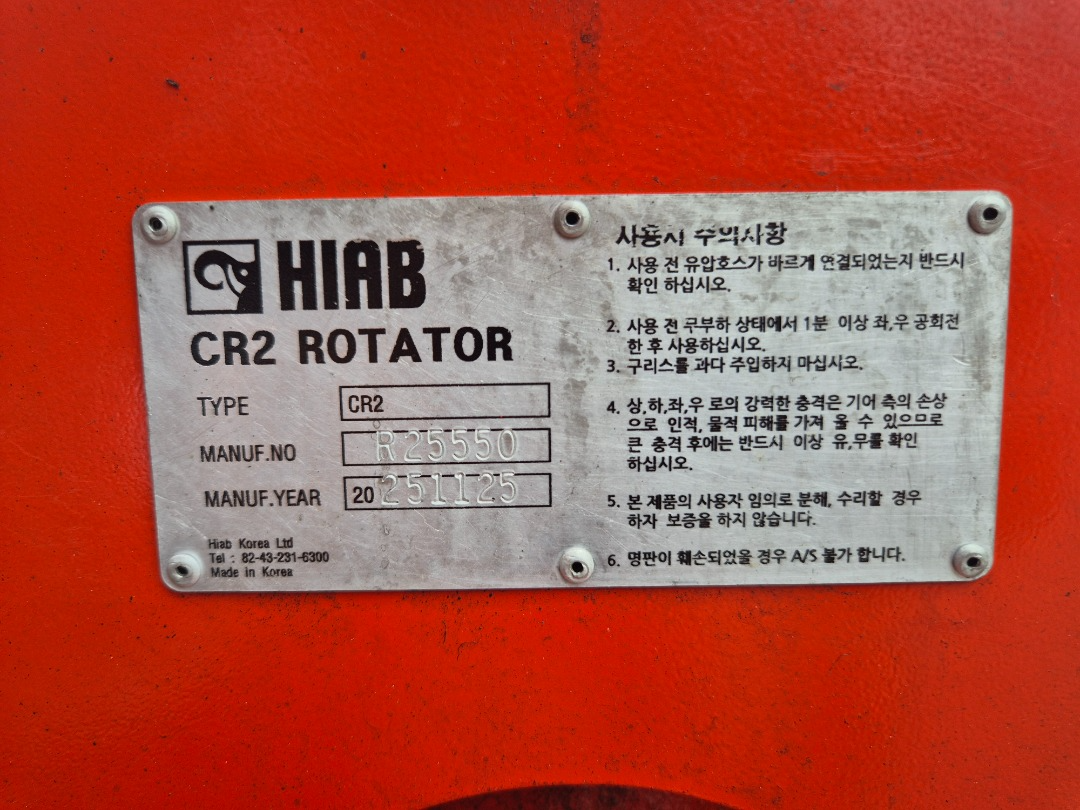 HIAB
CR2 ROTATOR
TYPE CR2
MANUF.NO R25550
MANUF.YEAR 20 251125
Hiab Korea Ltd
Tel : 82-43-231-6300
Made in Korea
사용시 주의사항
1. 사용 전 유압호스가 바르게 연결되었는지 반드시
확인 하십시오.
2. 사용 전 무부하 상태에서 1분 이상 좌,우 공회전
한 후 사용하십시오.
3. 구리스를 과다 주입하지 마십시오.
4. 상,하,좌,우 로의 강력한 충격은 기어 측의 손상
으로 인적, 물적 피해를 가져 올 수 있으므로
큰 충격 후에는 반드시 이상 유,무를 확인
하십시오.
5. 본 제품의 사용자 임의로 분해, 수리할 경우
하자 보증을 하지 않습니다.
6. 명판이 훼손되었을 경우 A/S 불가 합니다.